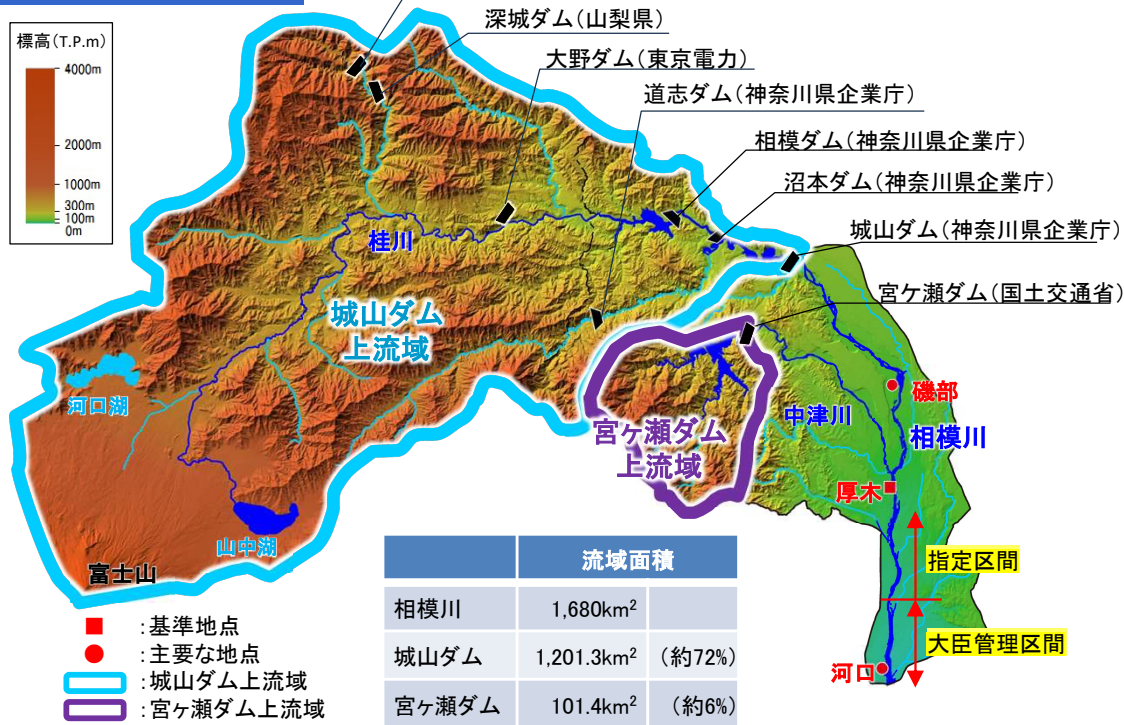 標高(T.P.m)
4000m
2000m
1000m
300m
100m
0m
深城ダム(山梨県)
大野ダム(東京電力)
道志ダム(神奈川県企業庁)
相模ダム(神奈川県企業庁)
沼本ダム(神奈川県企業庁)
城山ダム(神奈川県企業庁)
宮ケ瀬ダム(国土交通省)
桂川
城山ダム
上流域
河口湖
山中湖
富士山
宮ヶ瀬ダム
上流域
中津川
磯部
相模川
厚木
指定区間
大臣管理区間
河口
:基準地点
:主要な地点
:城山ダム上流域
:宮ヶ瀬ダム上流域
流域面積
相模川 1,680km²
城山ダム 1,201.3km² (約72%)
宮ヶ瀬ダム 101.4km² (約6%)